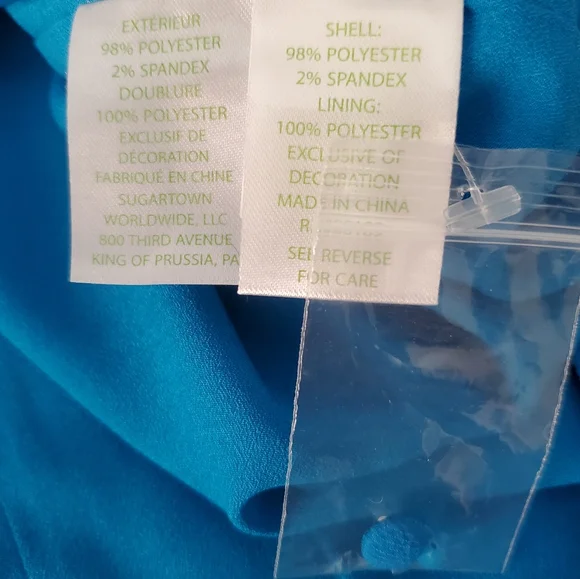 EXTÉRIEUR
98% POLYESTER
2% SPANDEX
DOUBLURE
100% POLYESTER
EXCLUSIF DE
DÉCORATION
FABRIQUÉ EN CHINE
SUGARTOWN
WORLDWIDE, LLC
800 THIRD AVENUE
KING OF PRUSSIA, PA
SHELL:
98% POLYESTER
2% SPANDEX
LINING:
100% POLYESTER
EXCLUSIVE OF
DECORATION
MADE IN CHINA
SEE REVERSE
FOR CARE